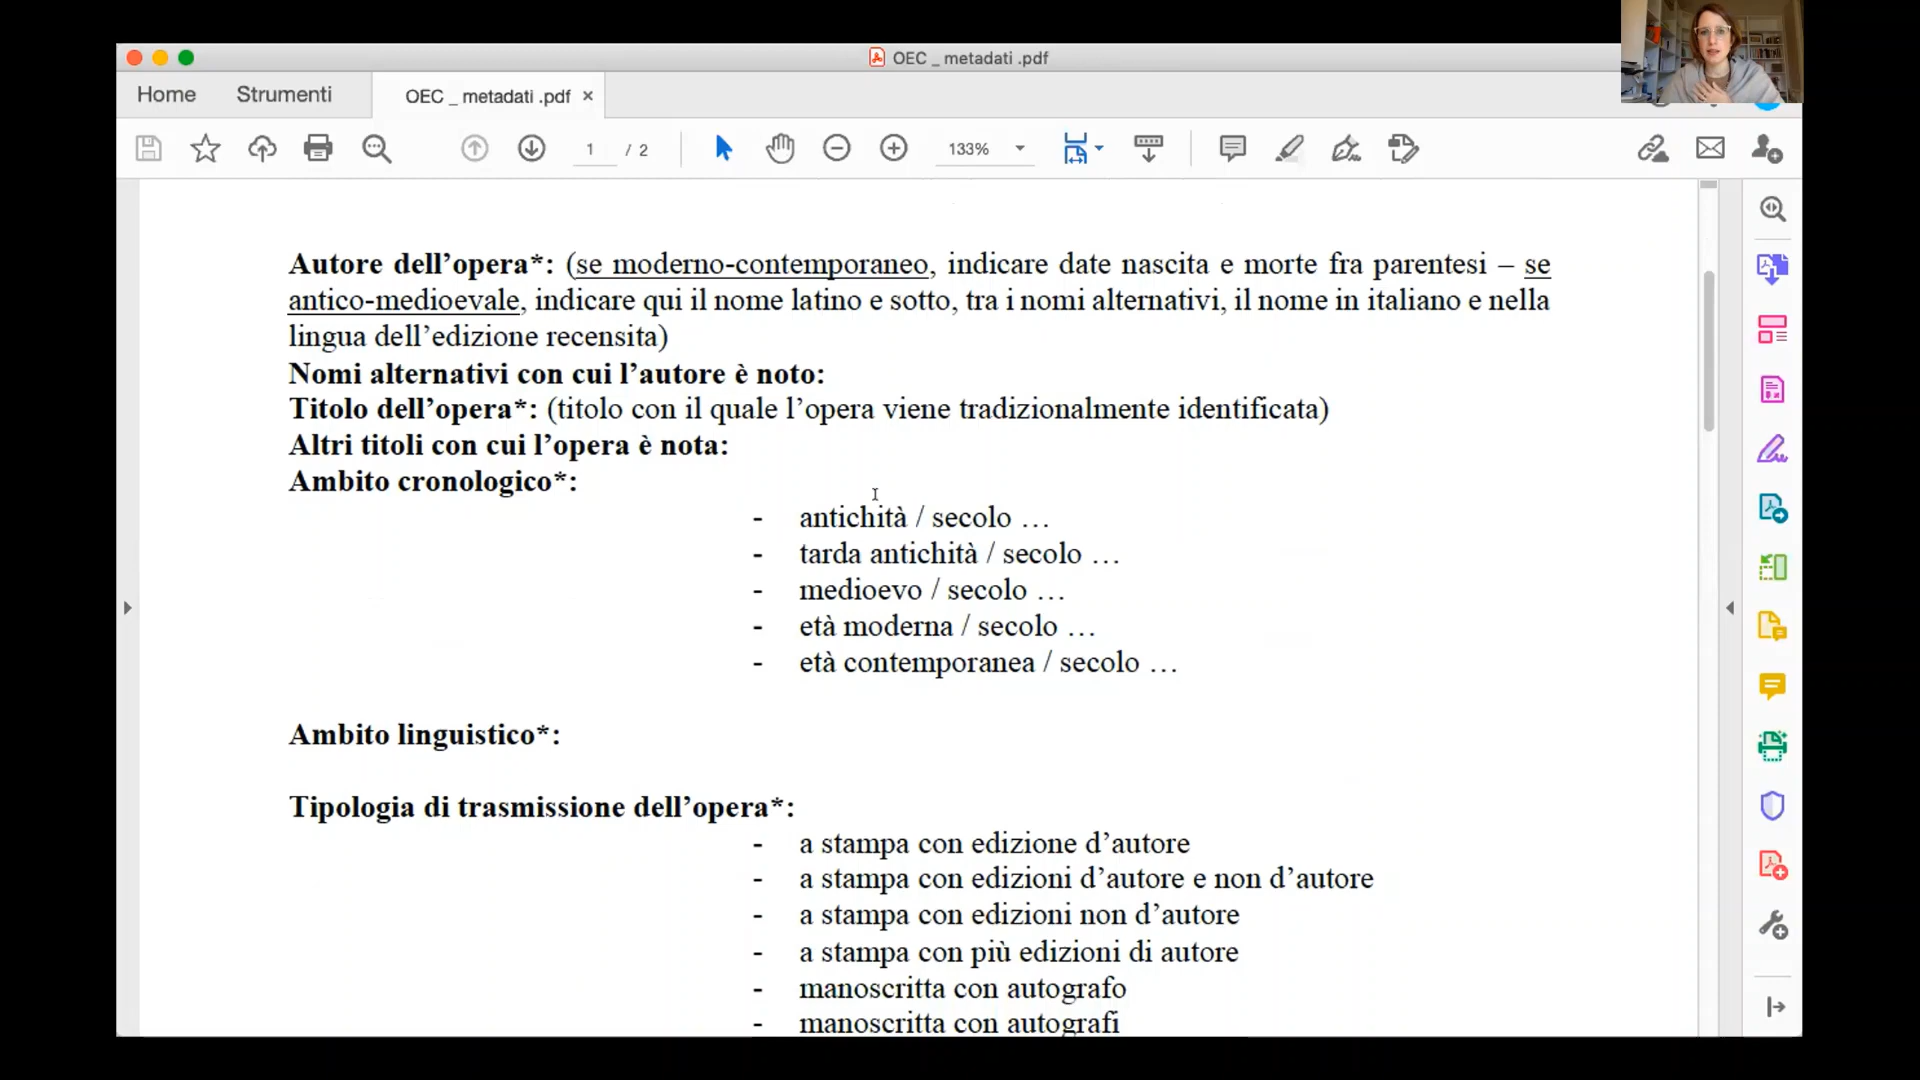 OEC _ metadati .pdf
Home
Strumenti
OEC _ metadati .pdf ×
1 / 2
133%
Autore dell’opera*: (se moderno-contemporaneo, indicare date nascita e morte fra parentesi – se
antico-medioevale, indicare qui il nome latino e sotto, tra i nomi alternativi, il nome in italiano e nella
lingua dell’edizione recensita)
Nomi alternativi con cui l’autore è noto:
Titolo dell’opera*: (titolo con il quale l’opera viene tradizionalmente identificata)
Altri titoli con cui l’opera è nota:
Ambito cronologico*:
- antichità / secolo …
- tarda antichità / secolo …
- medioevo / secolo …
- età moderna / secolo …
- età contemporanea / secolo …
Ambito linguistico*:
Tipologia di trasmissione dell’opera*:
- a stampa con edizione d’autore
- a stampa con edizioni d’autore e non d’autore
- a stampa con edizioni non d’autore
- a stampa con più edizioni di autore
- manoscritta con autografo
- manoscritta con autografi